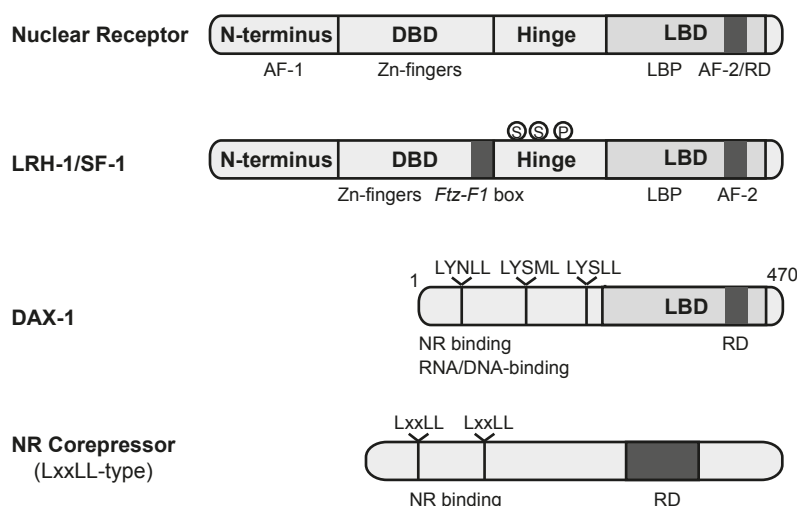 Nuclear Receptor
N-terminus DBD Hinge LBD
AF-1 Zn-fingers LBP AF-2/RD
S S P
LRH-1/SF-1
N-terminus DBD Hinge LBD
Zn-fingers Ftz-F1 box LBP AF-2
1 LYNLL LYSML LYSLL 470
DAX-1
LBD
NR binding RD
RNA/DNA-binding
LxxLL LxxLL
NR Corepressor
(LxxLL-type)
NR binding RD